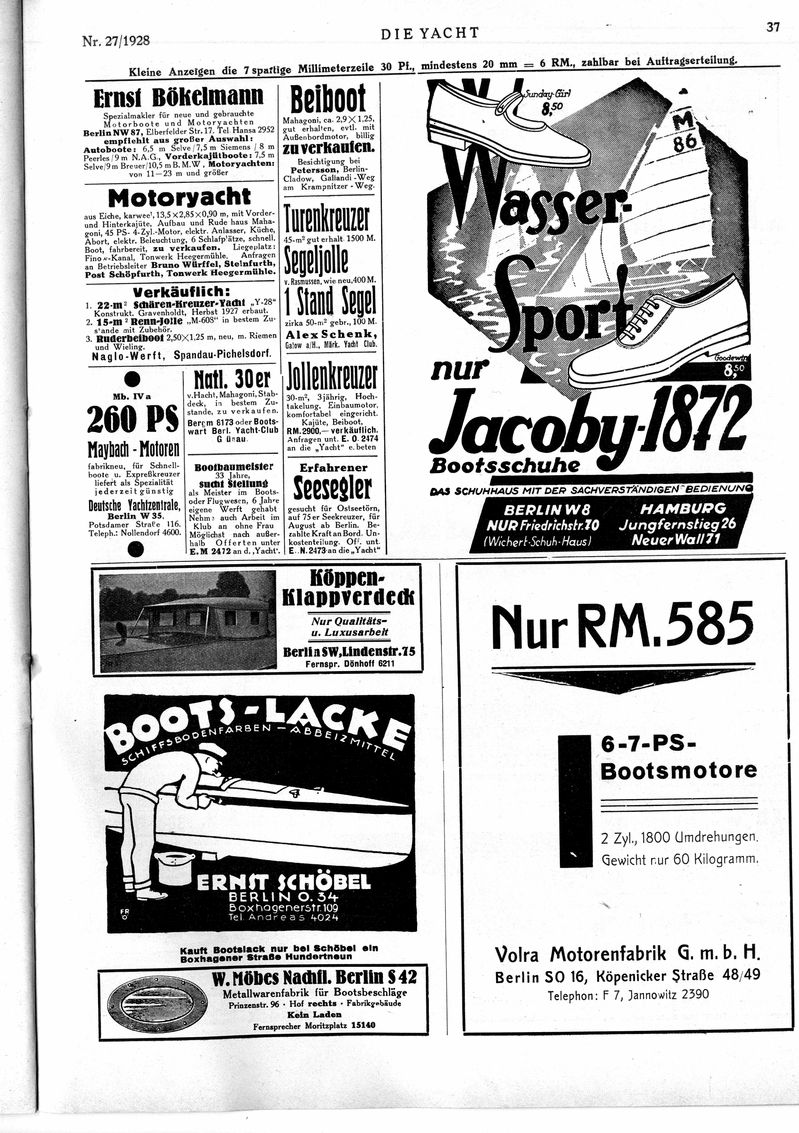 Nr. 27/1928
DIE YACHT
37
Kleine Anzeigen die 7 spaltige Millimeterzeile 30 Pf., mindestens 20 mm = 6 RM., zahlbar bei Auftragserteilung.
Ernst Bökelmann
Spezialmakler für neue und gebrauchte
Motorboote und Motoryachten
Berlin NW 87, Elberfelder Str. 17. Tel Hansa 2952
empfiehlt aus großer Auswahl:
Autoboote: 6,5 m Selve/7,5 m Siemens / 8 m
Peerles/9 m N.A.G., Vorderkajütboote: 7,5 m
Selve/9 m Breuer/10,5 m B.M.W, Motoryachten:
von 11—23 m und größer
Motoryacht
aus Eiche, karweel, 13,5×2,85×0,90 m, mit Vorder-
und Hinterkajüte, Aufbau und Rude haus Maha-
goni, 45 PS- 4-Zyl.-Motor, elektr. Anlasser, Küche,
Abort, elektr. Beleuchtung, 6 Schlafplätze, schnell.
Boot, fahrbereit, zu verkaufen. Liegeplatz:
Finow-Kanal, Tonwerk Heegermühle. Anfragen
an Betriebsleiter Bruno Würffel, Steinfurth,
Post Schöpfurth, Tonwerk Heegermühle.
Verkäuflich:
1. 22-m² Schären-Kreuzer-Yacht „Y-28"
Konstrukt. Gravenholdt, Herbst 1927 erbaut.
2. 15-m² Renn-Jolle „M-60S" in bestem Zu-
stande mit Zubehör.
3. Ruderbeiboot 2,50×1,25 m, neu, m. Riemen
und Wieling.
Naglo-Werft, Spandau-Pichelsdorf.
Mb. IV a
260 PS
Maybach - Motoren
fabrikneu, für Schnell-
boote u. Expreßkreuzer
liefert als Spezialität
jederzeit günstig
Deutsche Yachtzentrale,
Berlin W 35,
Potsdamer Straße 116.
Teleph.: Nollendorf 4600.
Natl. 30er
v. Hacht, Mahagoni, Stab-
deck, in bestem Zu-
stande, zu verkaufen.
Bergm 6173 oder Boots-
wart Berl. Yacht-Club
Grünau.
Bootbaumeister
33 Jahre,
sucht Stellung
als Meister im Boots-
oder Flugwesen, 6 Jahre
eigene Werft gehabt
Nehme auch Arbeit im
Klub an ohne Frau
Möglichst nach außer-
halb Offerten unter
E. M 2472 an d. „Yacht".
Beiboot
Mahagoni, ca. 2,9×1,25,
gut erhalten, evtl. mit
Außenbordmotor, billig
zu verkaufen.
Besichtigung bei
Petersson, Berlin-
Cladow, Gallandi-Weg
am Krampnitzer-Weg.
Turenkreuzer
45-m² gut erhalt 1500 M.
Segeljolle
v. Rasmussen, wie neu, 400 M.
1 Stand Segel
zirka 50-m² gebr., 100 M.
Alex Schenk,
Gatow a/H., Märk. Yacht Club.
Jollenkreuzer
30-m², 3 jährig, Hoch-
takelung, Einbaumotor,
komfortabel eingericht.
Kajüte, Beiboot,
RM. 2900.— verkäuflich.
Anfragen unt. E. O. 2474
an die „Yacht" erbeten
Erfahrener
Seesegler
gesucht für Ostseetörn,
auf 75 er Seekreuzer, für
August ab Berlin. Be-
zahlte Kraft an Bord. Un-
kostenteilung. Off. unt.
E. N. 2473 an die „Yacht"
Sunday-Girl
8,50
M
86
Wasser-
Sport!
Goodewin
8,50
nur
Jacoby-1872
Bootsschuhe
DAS SCHUHHAUS MIT DER SACHVERSTÄNDIGEN BEDIENUNG
BERLIN W8
NUR Friedrichstr. 70
(Wichert-Schuh-Haus)
HAMBURG
Jungfernstieg 26
Neuer Wall 71
Köppen-
Klappverdeck
Nur Qualitäts-
u. Luxusarbeit
Berlin SW, Lindenstr. 75
Fernspr. Dönhoff 6211
BOOTS-LACKE
SCHIFFSBODENFARBEN — ABBEIZMITTEL
ERNST SCHÖBEL
BERLIN O. 34
Boxhagenerstr. 109
Tel. Andreas 4024
FR
O
Kauft Bootslack nur bei Schöbel ein
Boxhagener Straße Hundertneun
W. Möbes Nachfl. Berlin S 42
Metallwarenfabrik für Bootsbeschläge
Prinzenstr. 96 · Hof rechts · Fabrikgebäude
Kein Laden
Fernsprecher Moritzplatz 15140
Nur RM. 585
6-7-PS-
Bootsmotore
2 Zyl., 1800 Umdrehungen.
Gewicht nur 60 Kilogramm.
Volra Motorenfabrik G. m. b. H.
Berlin SO 16, Köpenicker Straße 48/49
Telephon: F 7, Jannowitz 2390